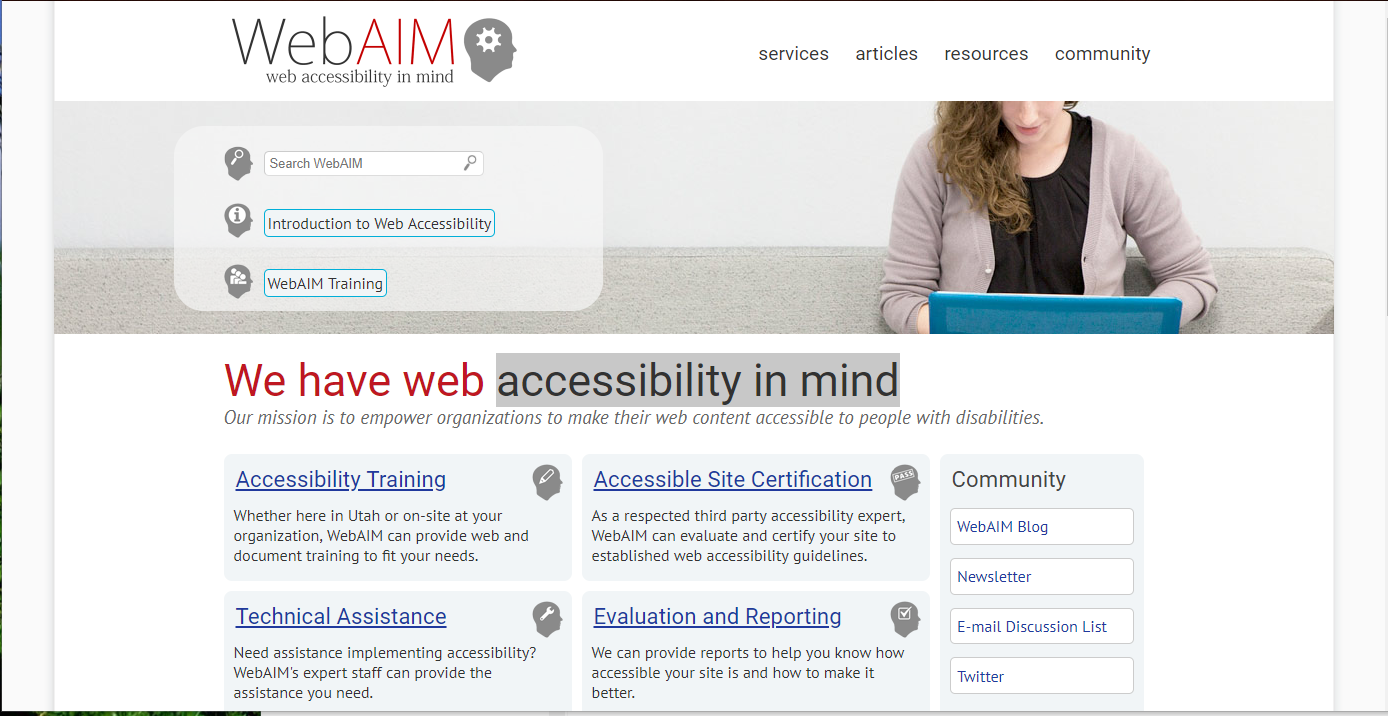 WebAIM
web accessibility in mind
services articles resources community
Search WebAIM
Introduction to Web Accessibility
WebAIM Training
We have web accessibility in mind
Our mission is to empower organizations to make their web content accessible to people with disabilities.
Accessibility Training
Whether here in Utah or on-site at your
organization, WebAIM can provide web and
document training to fit your needs.
Accessible Site Certification
PASS
As a respected third party accessibility expert,
WebAIM can evaluate and certify your site to
established web accessibility guidelines.
Technical Assistance
Need assistance implementing accessibility?
WebAIM's expert staff can provide the
assistance you need.
Evaluation and Reporting
We can provide reports to help you know how
accessible your site is and how to make it
better.
Community
WebAIM Blog
Newsletter
E-mail Discussion List
Twitter